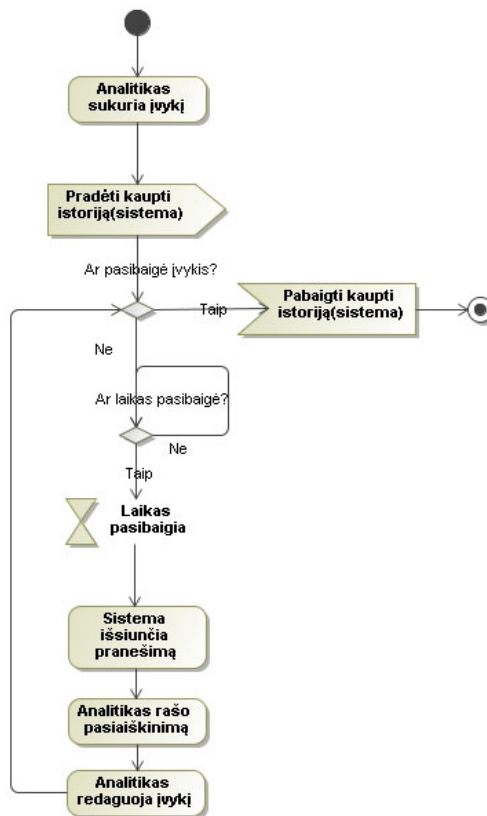 Analitikas
sukuria įvykį
Pradėti kaupti
istoriją(sistema)
Ar pasibaigė įvykis?
Taip
Pabaigti kaupti
istoriją(sistema)
Ne
Ar laikas pasibaigė?
Ne
Taip
Laikas
pasibaigia
Sistema
išsiunčia
pranešimą
Analitikas rašo
pasiaiškinimą
Analitikas
redaguoja įvykį